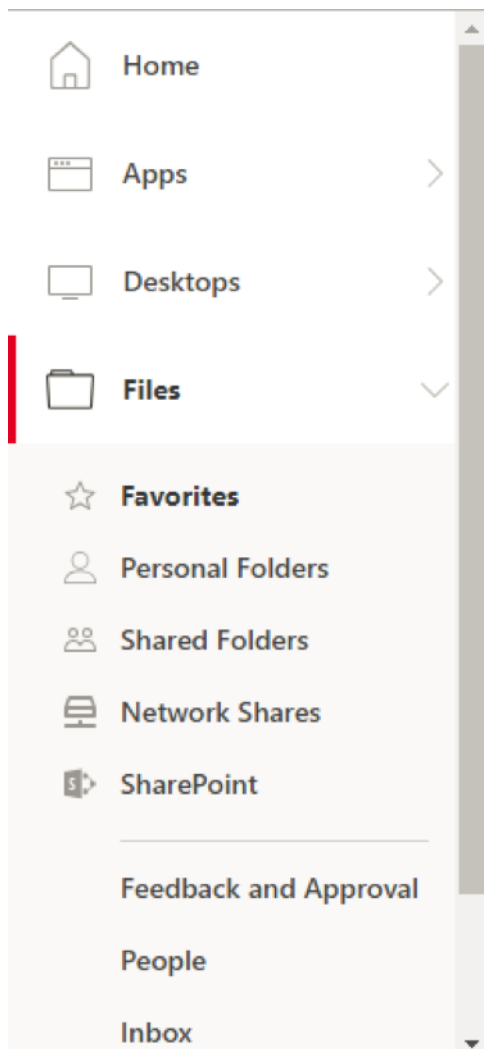 Home
Apps
Desktops
Files
Favorites
Personal Folders
Shared Folders
Network Shares
SharePoint
Feedback and Approval
People
Inbox